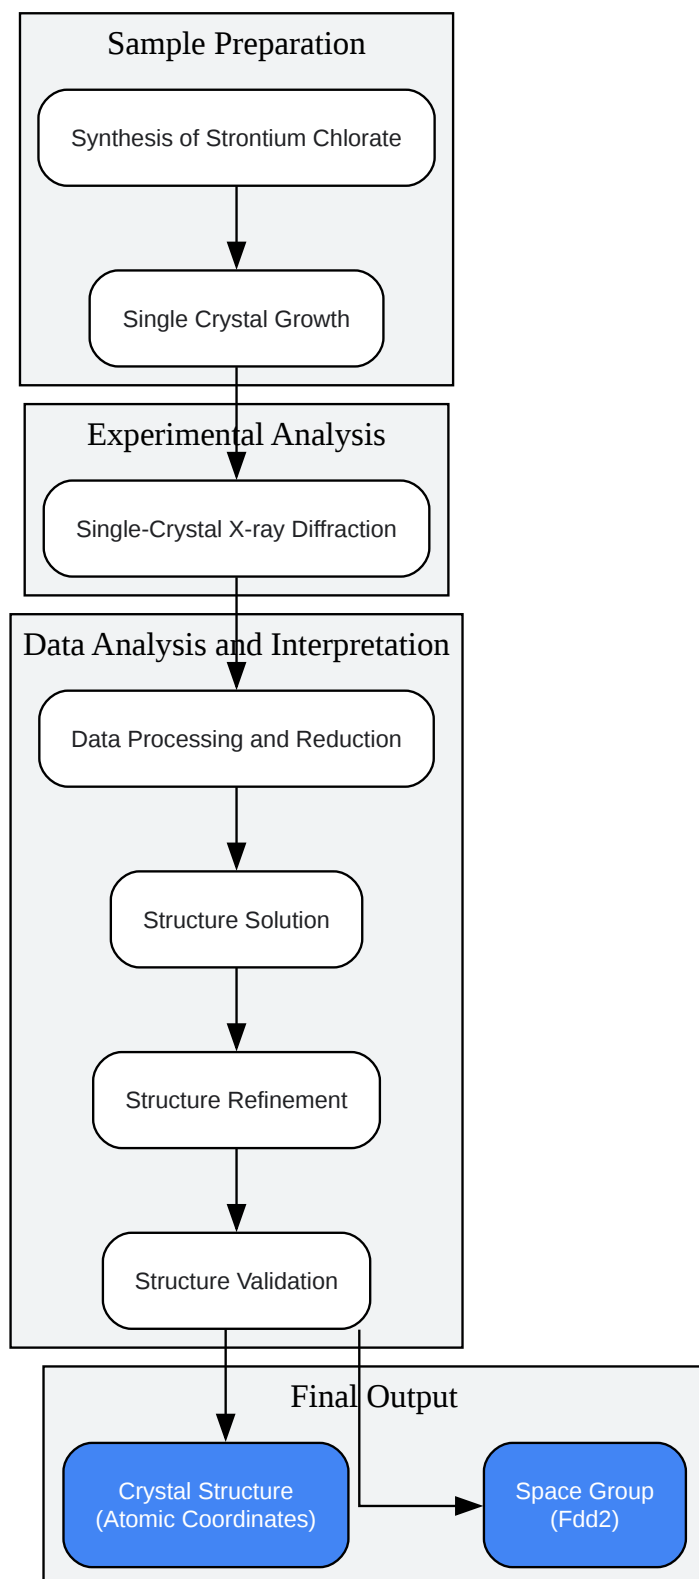 Sample Preparation
Synthesis of Strontium Chlorate
Single Crystal Growth
Experimental Analysis
Single-Crystal X-ray Diffraction
Data Analysis and Interpretation
Data Processing and Reduction
Structure Solution
Structure Refinement
Structure Validation
Final Output
Crystal Structure
(Atomic Coordinates)
Space Group
(Fdd2)